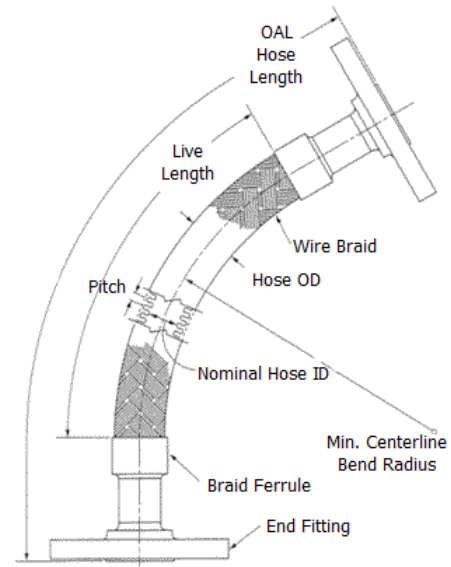 OAL
Hose
Length
Live
Length
Wire Braid
Hose OD
Pitch
Nominal Hose ID
Min. Centerline
Bend Radius
Braid Ferrule
End Fitting